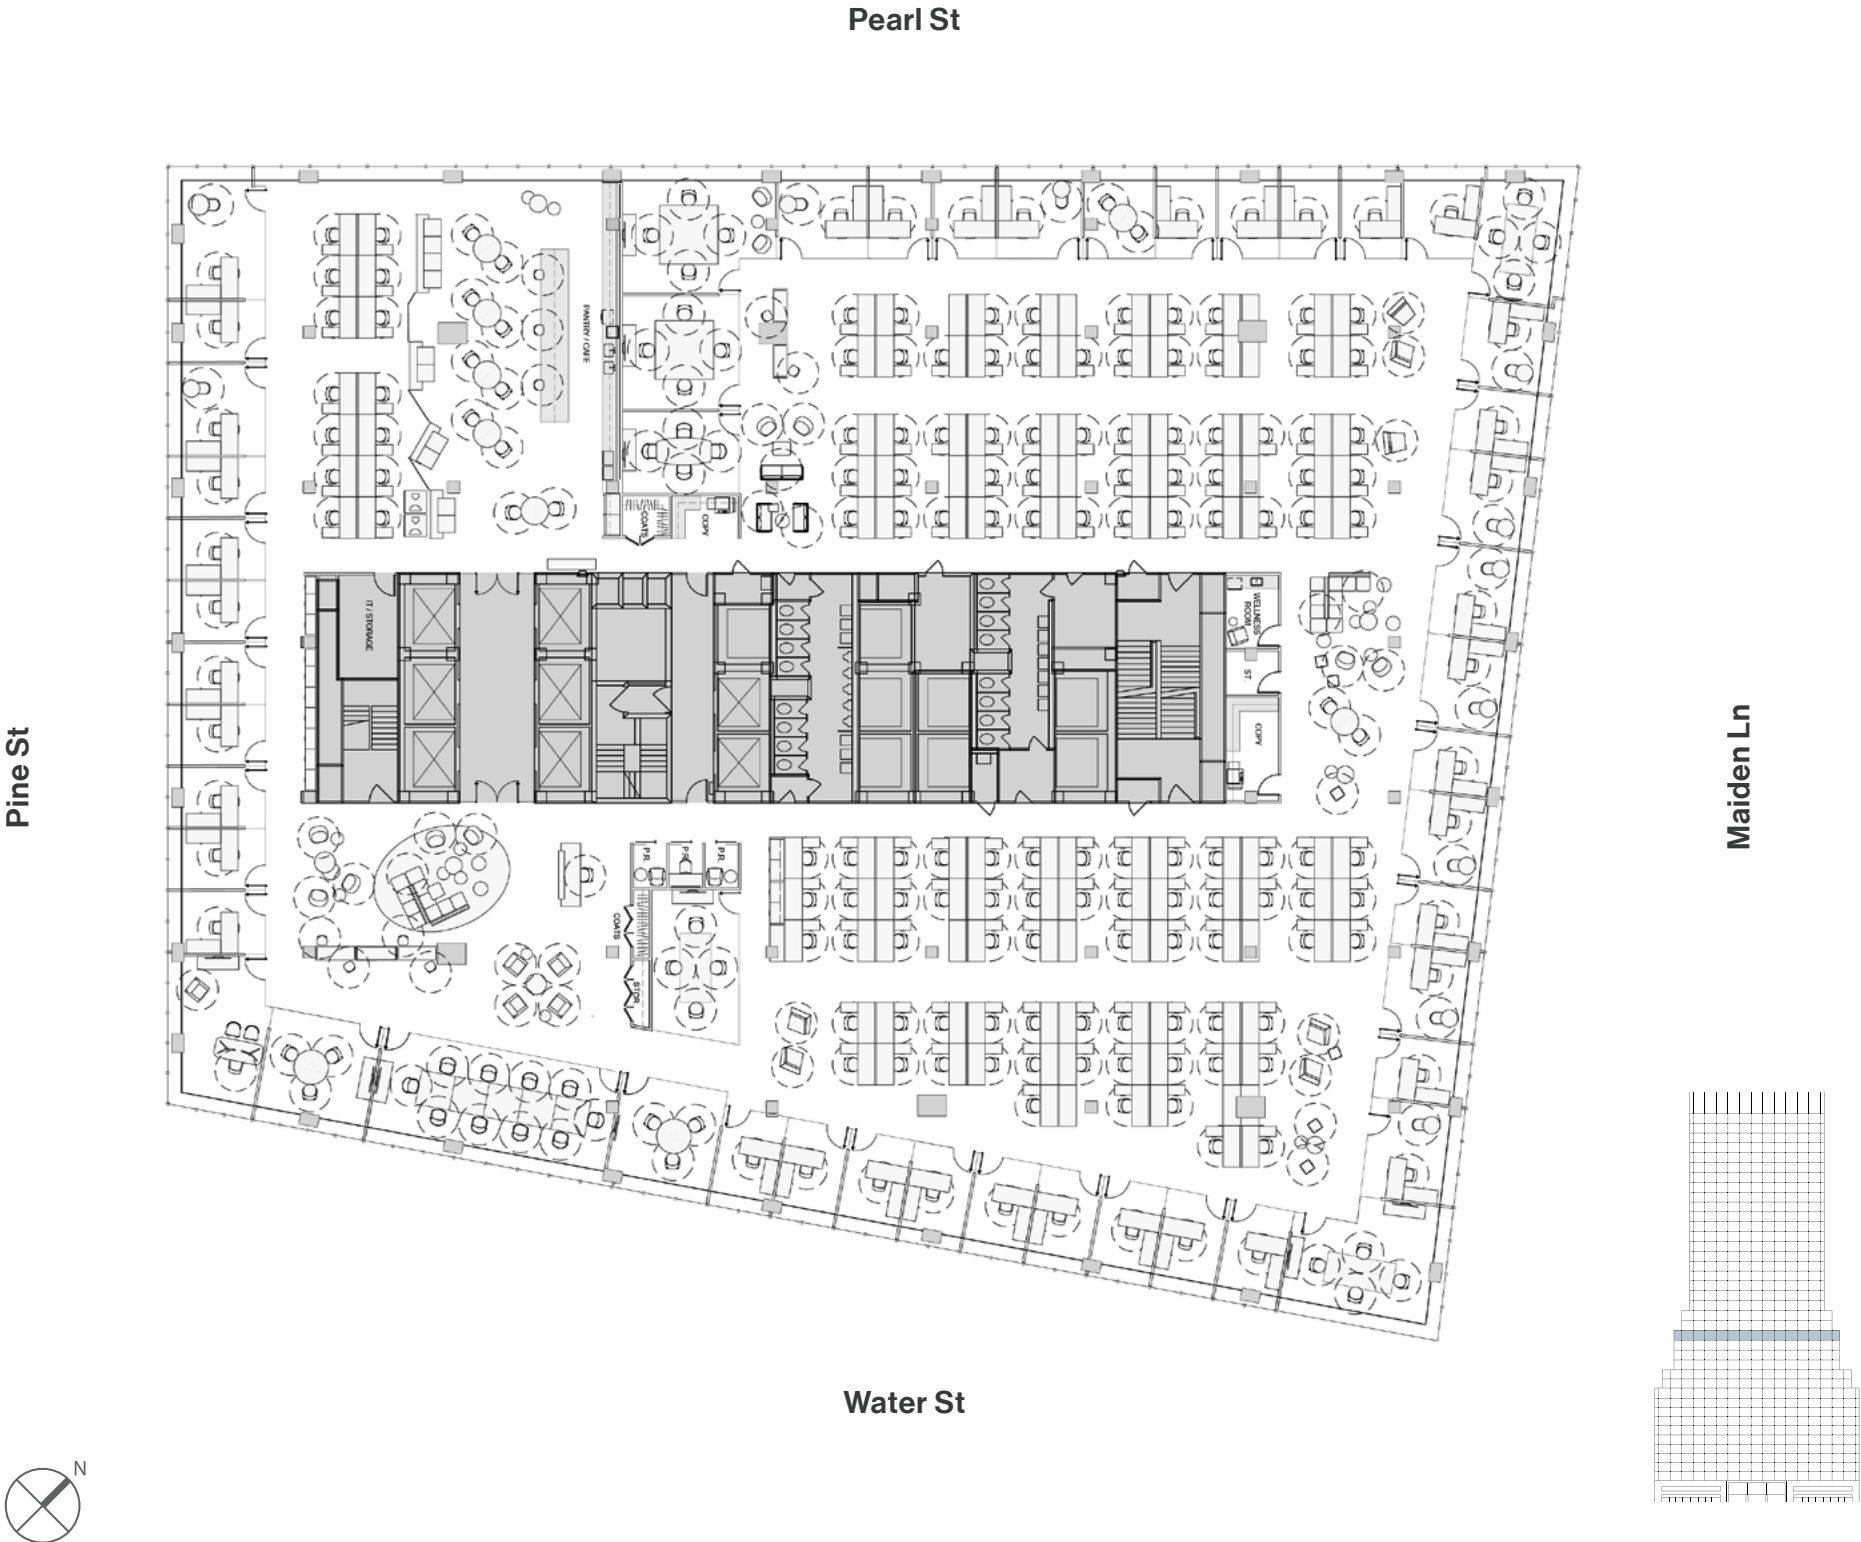 Pearl St
PANTRY / CAFE
COATS
COPY
IT / STORAGE
WELLNESS
ROOM
ST.
COPY
Pine St
Maiden Ln
P.R.
P.R.
P.R.
COATS
STOR.
Water St
N